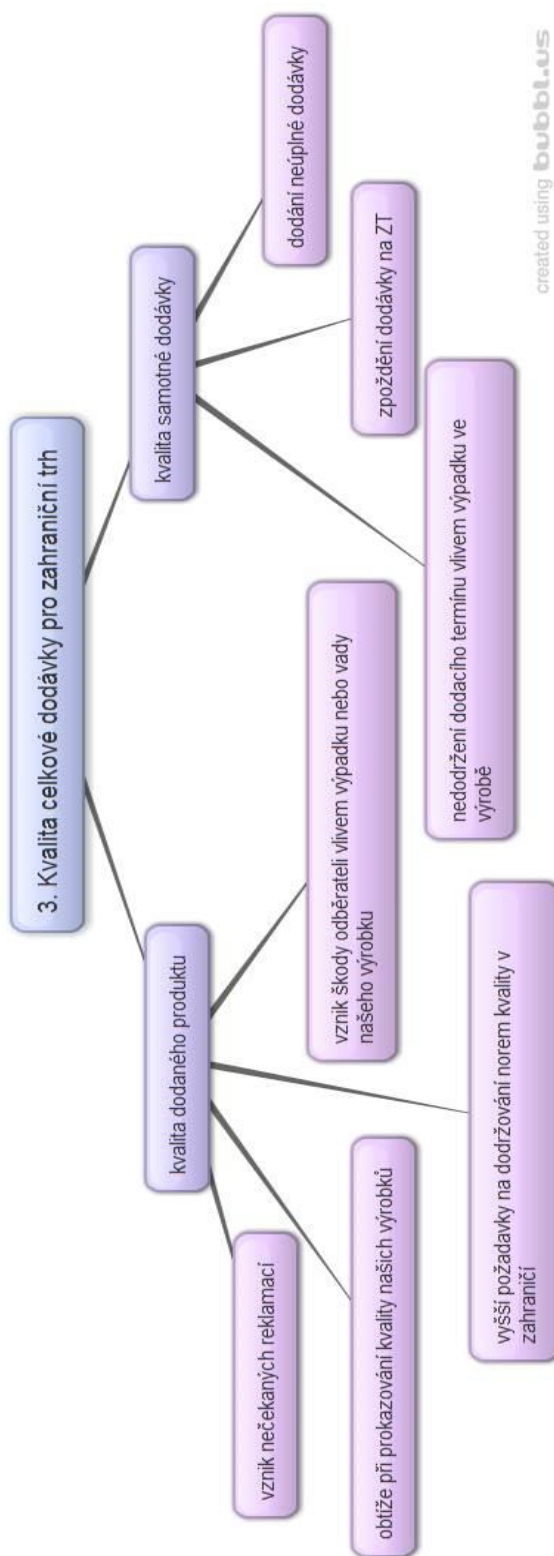 3. Kvalita celkové dodávky pro zahraniční trh
kvalita dodaného produktu
kvalita samotné dodávky
vznik nečekaných reklamací
obtíže při prokazování kvality našich výrobků
vyšší požadavky na dodržování norem kvality v
zahraničí
vznik škody odběrateli vlivem výpadku nebo vady
našeho výrobku
nedodržení dodacího termínu vlivem výpadku ve
výrobě
zpoždění dodávky na ZT
dodání neúplné dodávky
created using bubbl.us